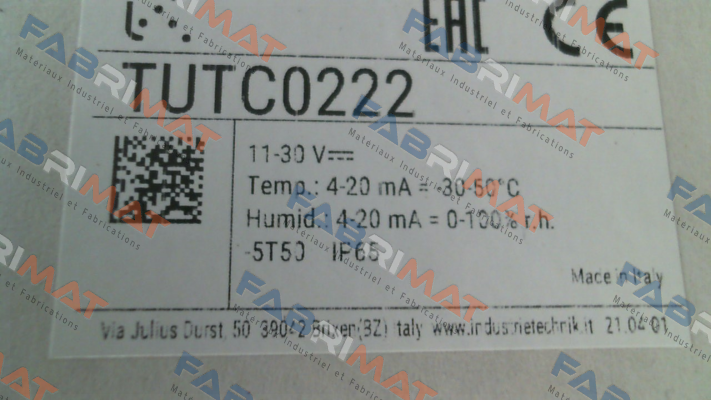 EAC CE
TUTC0222
11-30 V
Temp.: 4-20 mA = -30-50°C
Humid.: 4-20 mA = 0-100% r.h.
-5T50 IP65
Made in Italy
Via Julius Durst, 50 39042 Brixen(BZ) Italy www.industrietechnik.it 21.04.01
FABRIMAT
Materiaux Industriel et Fabrications